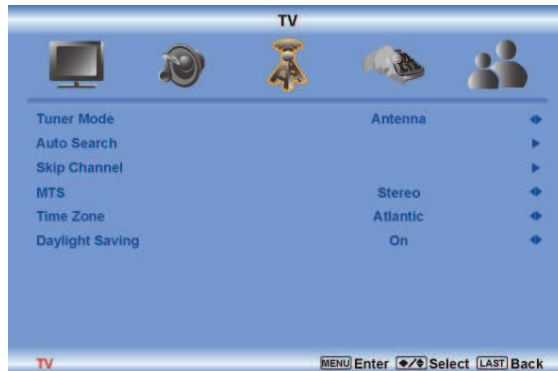 TV
Tuner Mode Antenna
Auto Search
Skip Channel
MTS Stereo
Time Zone Atlantic
Daylight Saving On
TV MENU Enter Select LAST Back